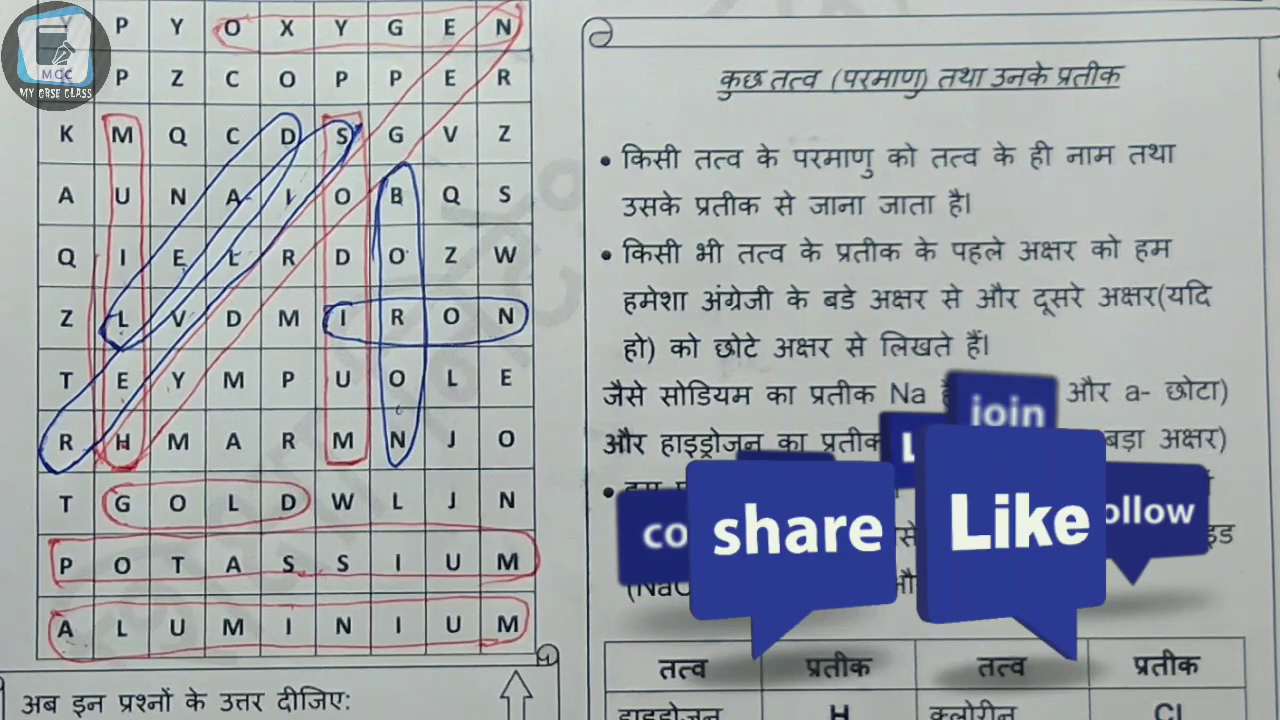 P Y O X Y G E N
P Z C O P P E R
K M Q C D S G V Z
A U N A I O B Q S
Q I E L R D O Z W
Z L V D M I R O N
T E Y M P U O L E
R H M A R M N J O
T G O L D W L J N
P O T A S S I U M
A L U M I N I U M
MCC
MY CBSE CLASS
अब इन प्रश्नों के उत्तर दीजिए:
कुछ तत्व (परमाणु) तथा उनके प्रतीक
• किसी तत्व के परमाणु को तत्व के ही नाम तथा
उसके प्रतीक से जाना जाता है।
• किसी भी तत्व के प्रतीक के पहले अक्षर को हम
हमेशा अंग्रेजी के बडे अक्षर से और दूसरे अक्षर(यदि
हो) को छोटे अक्षर से लिखते हैं।
जैसे सोडियम का प्रतीक Na और a- छोटा)
और हाइड्रोजन का प्रतीक बड़ा अक्षर)
join
share
Like
तत्व प्रतीक तत्व प्रतीक
हाइड्रोजन H क्लोरीन Cl